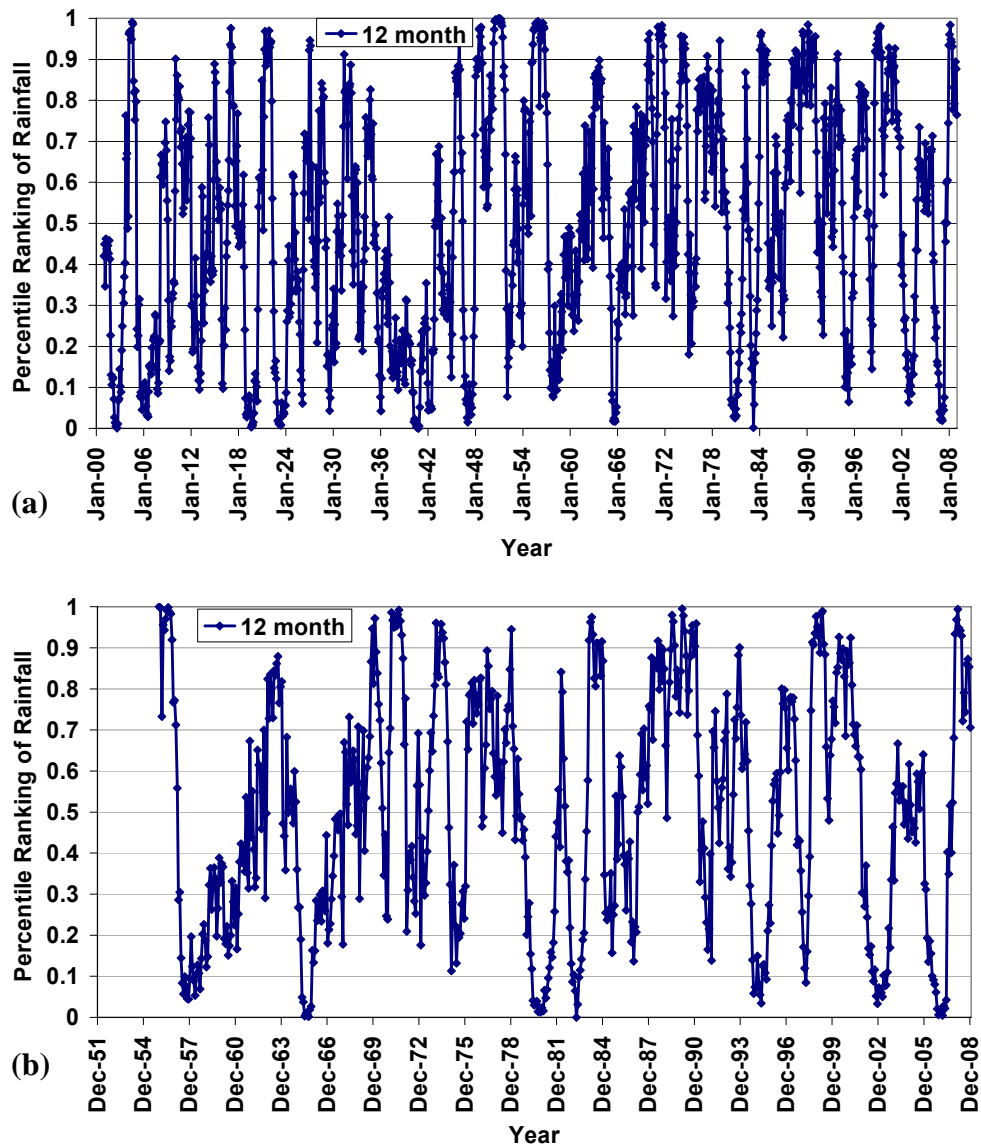 12 month
Percentile Ranking of Rainfall
1
0.9
0.8
0.7
0.6
0.5
0.4
0.3
0.2
0.1
0
Jan-00
Jan-06
Jan-12
Jan-18
Jan-24
Jan-30
Jan-36
Jan-42
Jan-48
Jan-54
Jan-60
Jan-66
Jan-72
Jan-78
Jan-84
Jan-90
Jan-96
Jan-02
Jan-08
(a)
Year
12 month
Percentile Ranking of Rainfall
1
0.9
0.8
0.7
0.6
0.5
0.4
0.3
0.2
0.1
0
Dec-51
Dec-54
Dec-57
Dec-60
Dec-63
Dec-66
Dec-69
Dec-72
Dec-75
Dec-78
Dec-81
Dec-84
Dec-87
Dec-90
Dec-93
Dec-96
Dec-99
Dec-02
Dec-05
Dec-08
(b)
Year